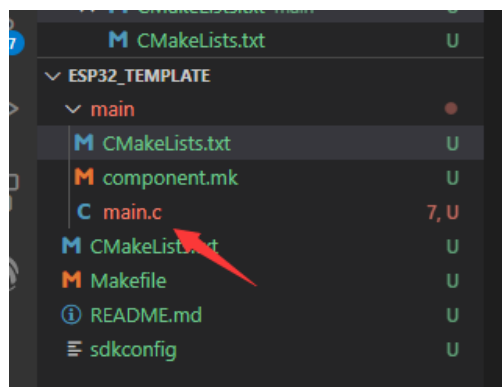 M CMakeLists.txt U
ESP32_TEMPLATE
main
M CMakeLists.txt U
M component.mk U
C main.c 7, U
M CMakeLists.txt U
M Makefile U
README.md U
sdkconfig U